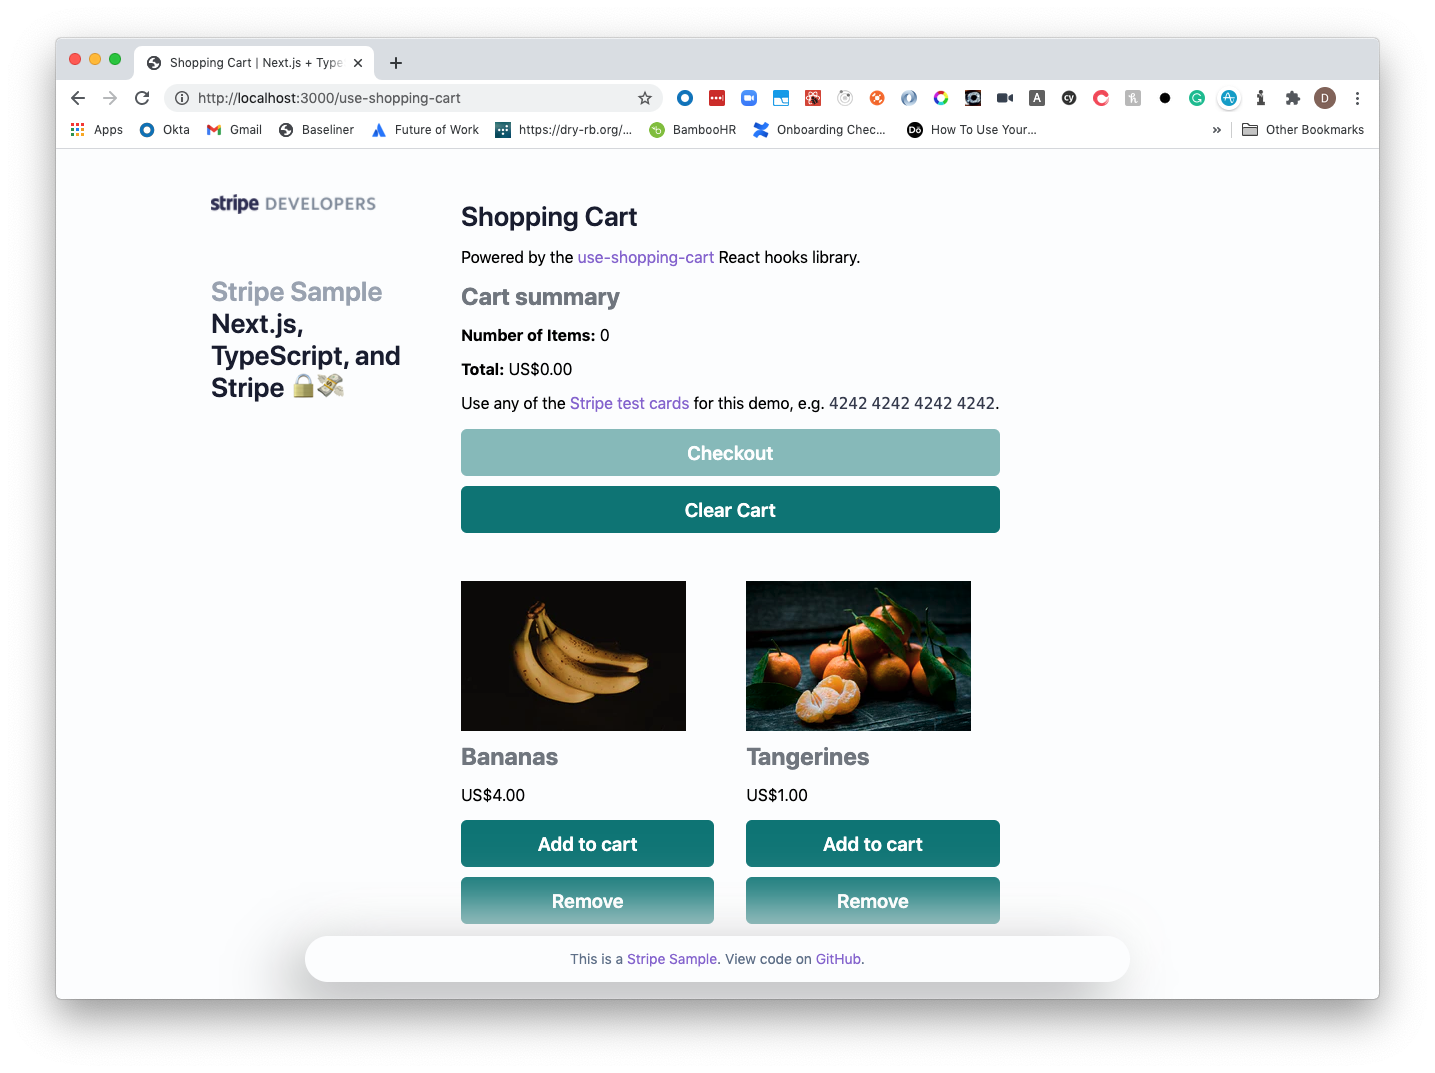 Shopping Cart | Next.js + Type
http://localhost:3000/use-shopping-cart
A
cy
D
Apps Okta Gmail Baseliner Future of Work https://dry-rb.org/... BambooHR Onboarding Chec... Dō How To Use Your... » Other Bookmarks
stripe DEVELOPERS
Stripe Sample
Next.js,
TypeScript, and
Stripe 🔒💸
Shopping Cart
Powered by the use-shopping-cart React hooks library.
Cart summary
Number of Items: 0
Total: US$0.00
Use any of the Stripe test cards for this demo, e.g. 4242 4242 4242 4242.
Checkout
Clear Cart
Bananas
US$4.00
Add to cart
Remove
Tangerines
US$1.00
Add to cart
Remove
This is a Stripe Sample. View code on GitHub.